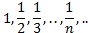 1, 1/2, 1/3, . . , 1/n, ..